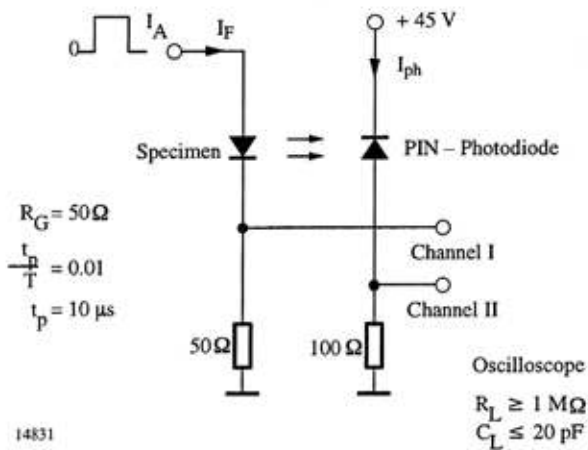 0
I_A
I_F
+ 45 V
I_ph
Specimen
PIN – Photodiode
R_G = 50 Ω
t_p
T
= 0.01
t_p = 10 μs
Channel I
Channel II
50 Ω
100 Ω
Oscilloscope
R_L ≥ 1 MΩ
C_L ≤ 20 pF
14831